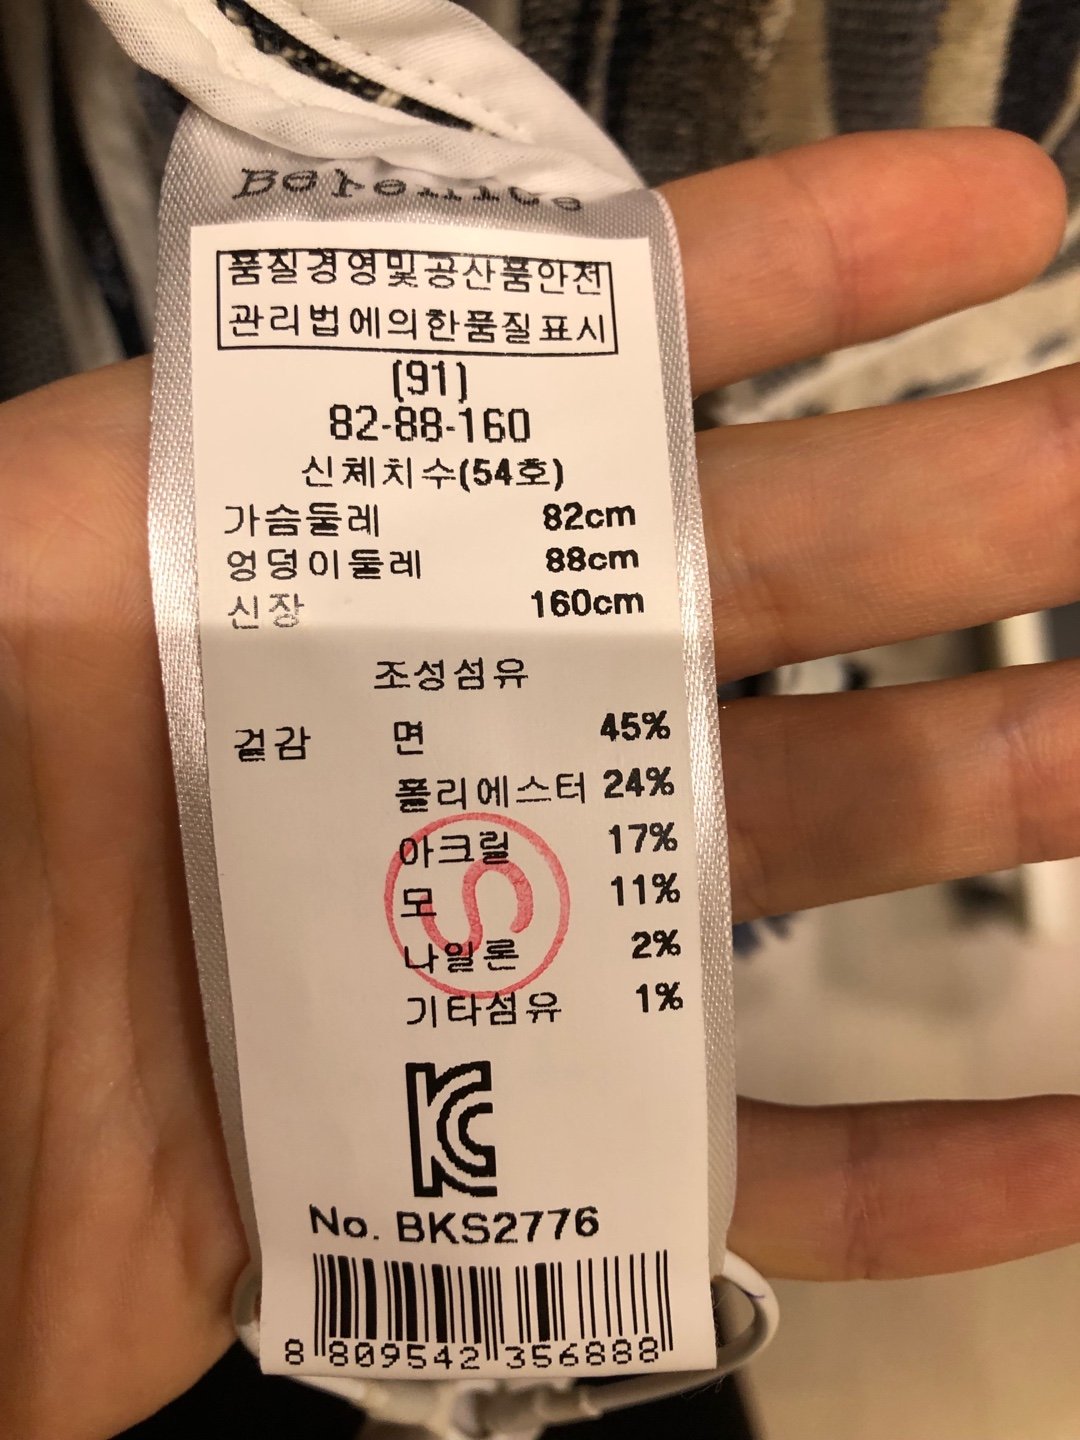 Berenice
품질경영및공산품안전
관리법에의한품질표시
(91)
82-88-160
신체치수(54호)
가슴둘레 82cm
엉덩이둘레 88cm
신장 160cm
조성섬유
겉감 면 45%
폴리에스터 24%
아크릴 17%
모 11%
나일론 2%
기타섬유 1%
S
KC
No. BKS2776
8 809542 356888